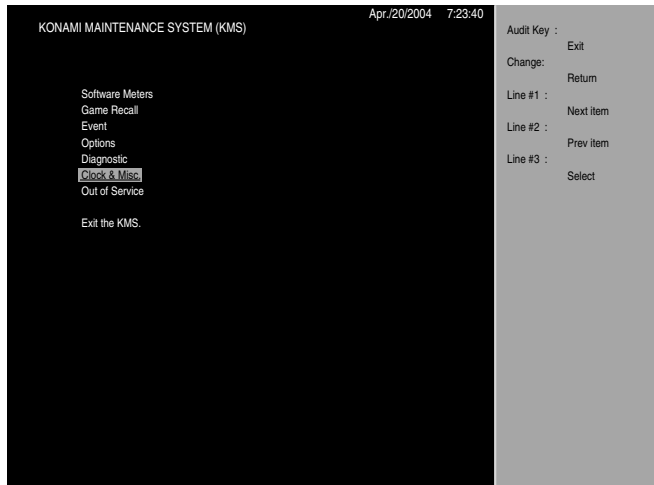 Apr./20/2004 7:23:40
KONAMI MAINTENANCE SYSTEM (KMS)
Software Meters
Game Recall
Event
Options
Diagnostic
Clock & Misc.
Out of Service
Exit the KMS.
Audit Key :
Exit
Change:
Return
Line #1 :
Next item
Line #2 :
Prev item
Line #3 :
Select